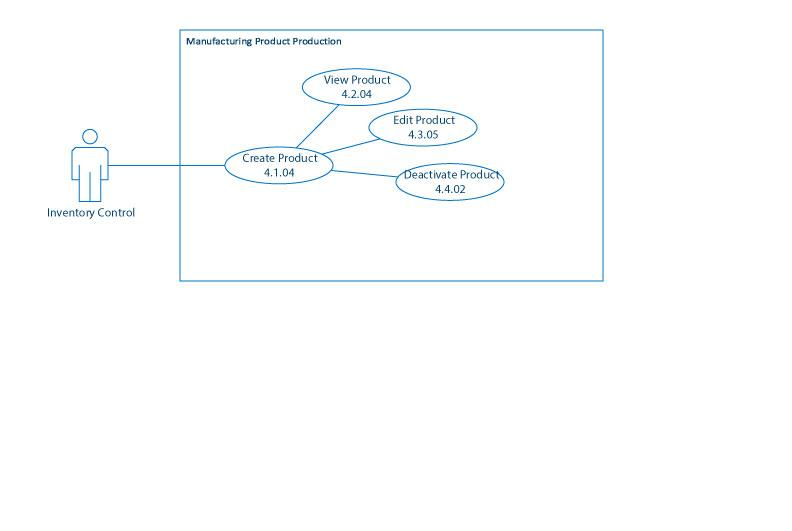 Manufacturing Product Production
View Product
4.2.04
Edit Product
4.3.05
Create Product
4.1.04
Deactivate Product
4.4.02
Inventory Control